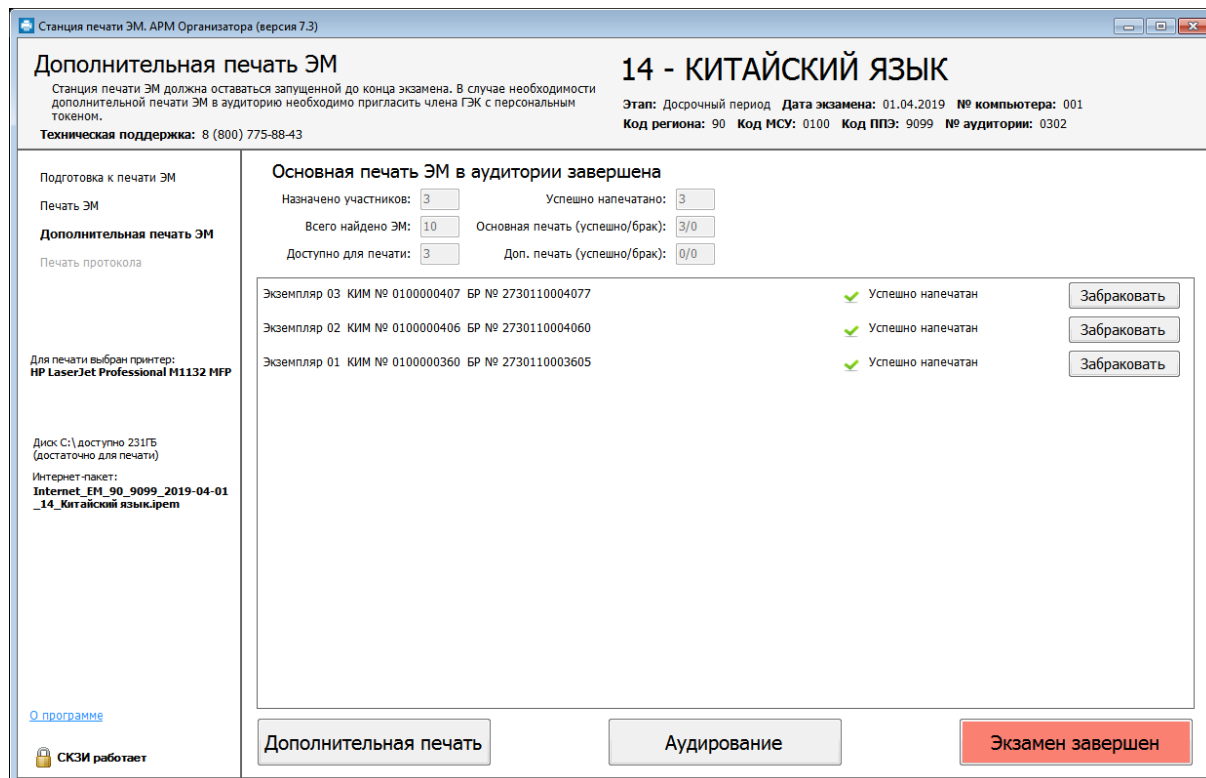 Станция печати ЭМ. АРМ Организатора (версия 7.3)
Дополнительная печать ЭМ
Станция печати ЭМ должна оставаться запущенной до конца экзамена. В случае необходимости
дополнительной печати ЭМ в аудиторию необходимо пригласить члена ГЭК с персональным
токеном.
Техническая поддержка: 8 (800) 775-88-43
14 - КИТАЙСКИЙ ЯЗЫК
Этап: Досрочный период Дата экзамена: 01.04.2019 № компьютера: 001
Код региона: 90 Код МСУ: 0100 Код ППЭ: 9099 № аудитории: 0302
Подготовка к печати ЭМ
Печать ЭМ
Дополнительная печать ЭМ
Печать протокола
Для печати выбран принтер:
HP LaserJet Professional M1132 MFP
Диск C:\ доступно 231ГБ
(достаточно для печати)
Интернет-пакет:
Internet_EM_90_9099_2019-04-01
_14_Китайский язык.ipem
О программе
СКЗИ работает
Основная печать ЭМ в аудитории завершена
Назначено участников: 3 Успешно напечатано: 3
Всего найдено ЭМ: 10 Основная печать (успешно/брак): 3/0
Доступно для печати: 3 Доп. печать (успешно/брак): 0/0
Экземпляр 03 КИМ № 0100000407 БР № 2730110004077 Успешно напечатан Забраковать
Экземпляр 02 КИМ № 0100000406 БР № 2730110004060 Успешно напечатан Забраковать
Экземпляр 01 КИМ № 0100000360 БР № 2730110003605 Успешно напечатан Забраковать
Дополнительная печать Аудирование Экзамен завершен